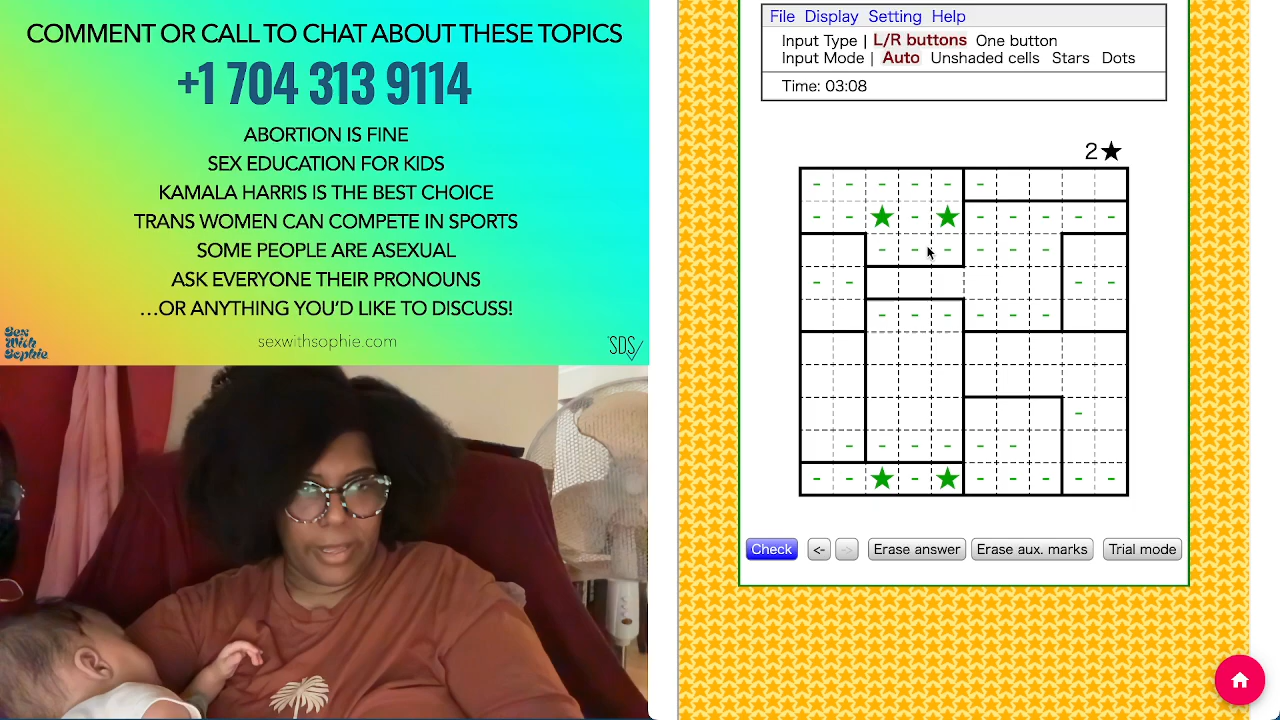 COMMENT OR CALL TO CHAT ABOUT THESE TOPICS
+1 704 313 9114
ABORTION IS FINE
SEX EDUCATION FOR KIDS
KAMALA HARRIS IS THE BEST CHOICE
TRANS WOMEN CAN COMPETE IN SPORTS
SOME PEOPLE ARE ASEXUAL
ASK EVERYONE THEIR PRONOUNS
...OR ANYTHING YOU'D LIKE TO DISCUSS!
Sex
With
Sophie
sexwithsophie.com
SDS
File Display Setting Help
Input Type | L/R buttons One button
Input Mode | Auto Unshaded cells Stars Dots
Time: 03:08
2★
Check <- -> Erase answer Erase aux. marks Trial mode